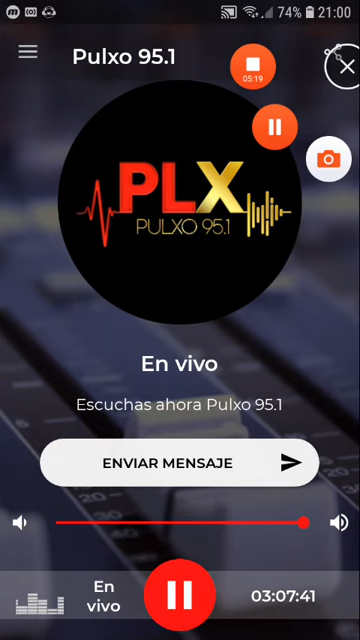 74% 21:00
Pulxo 95.1
05:19
PLX
PULXO 95.1
En vivo
Escuchas ahora Pulxo 95.1
ENVIAR MENSAJE
En
vivo
03:07:41